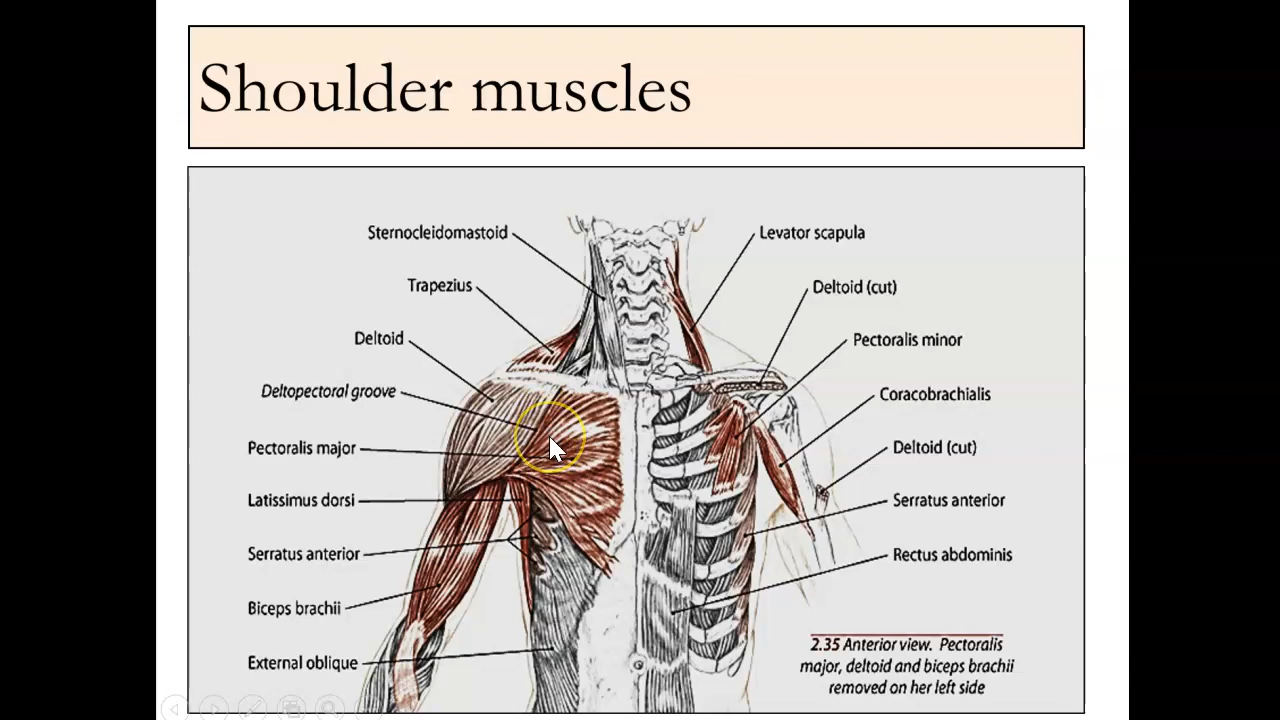 Shoulder muscles
Sternocleidomastoid
Trapezius
Deltoid
Deltopectoral groove
Pectoralis major
Latissimus dorsi
Serratus anterior
Biceps brachii
External oblique
Levator scapula
Deltoid (cut)
Pectoralis minor
Coracobrachialis
Deltoid (cut)
Serratus anterior
Rectus abdominis
2.35 Anterior view. Pectoralis
major, deltoid and biceps brachii
removed on her left side